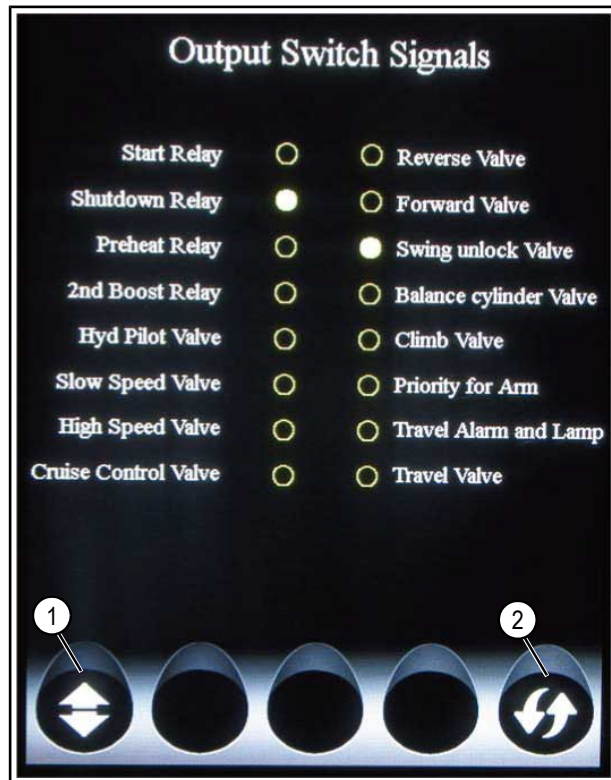 Output Switch Signals
Start Relay
Reverse Valve
Shutdown Relay
Forward Valve
Preheat Relay
Swing unlock Valve
2nd Boost Relay
Balance cylinder Valve
Hyd Pilot Valve
Climb Valve
Slow Speed Valve
Priority for Arm
High Speed Valve
Travel Alarm and Lamp
Cruise Control Valve
Travel Valve
1
2